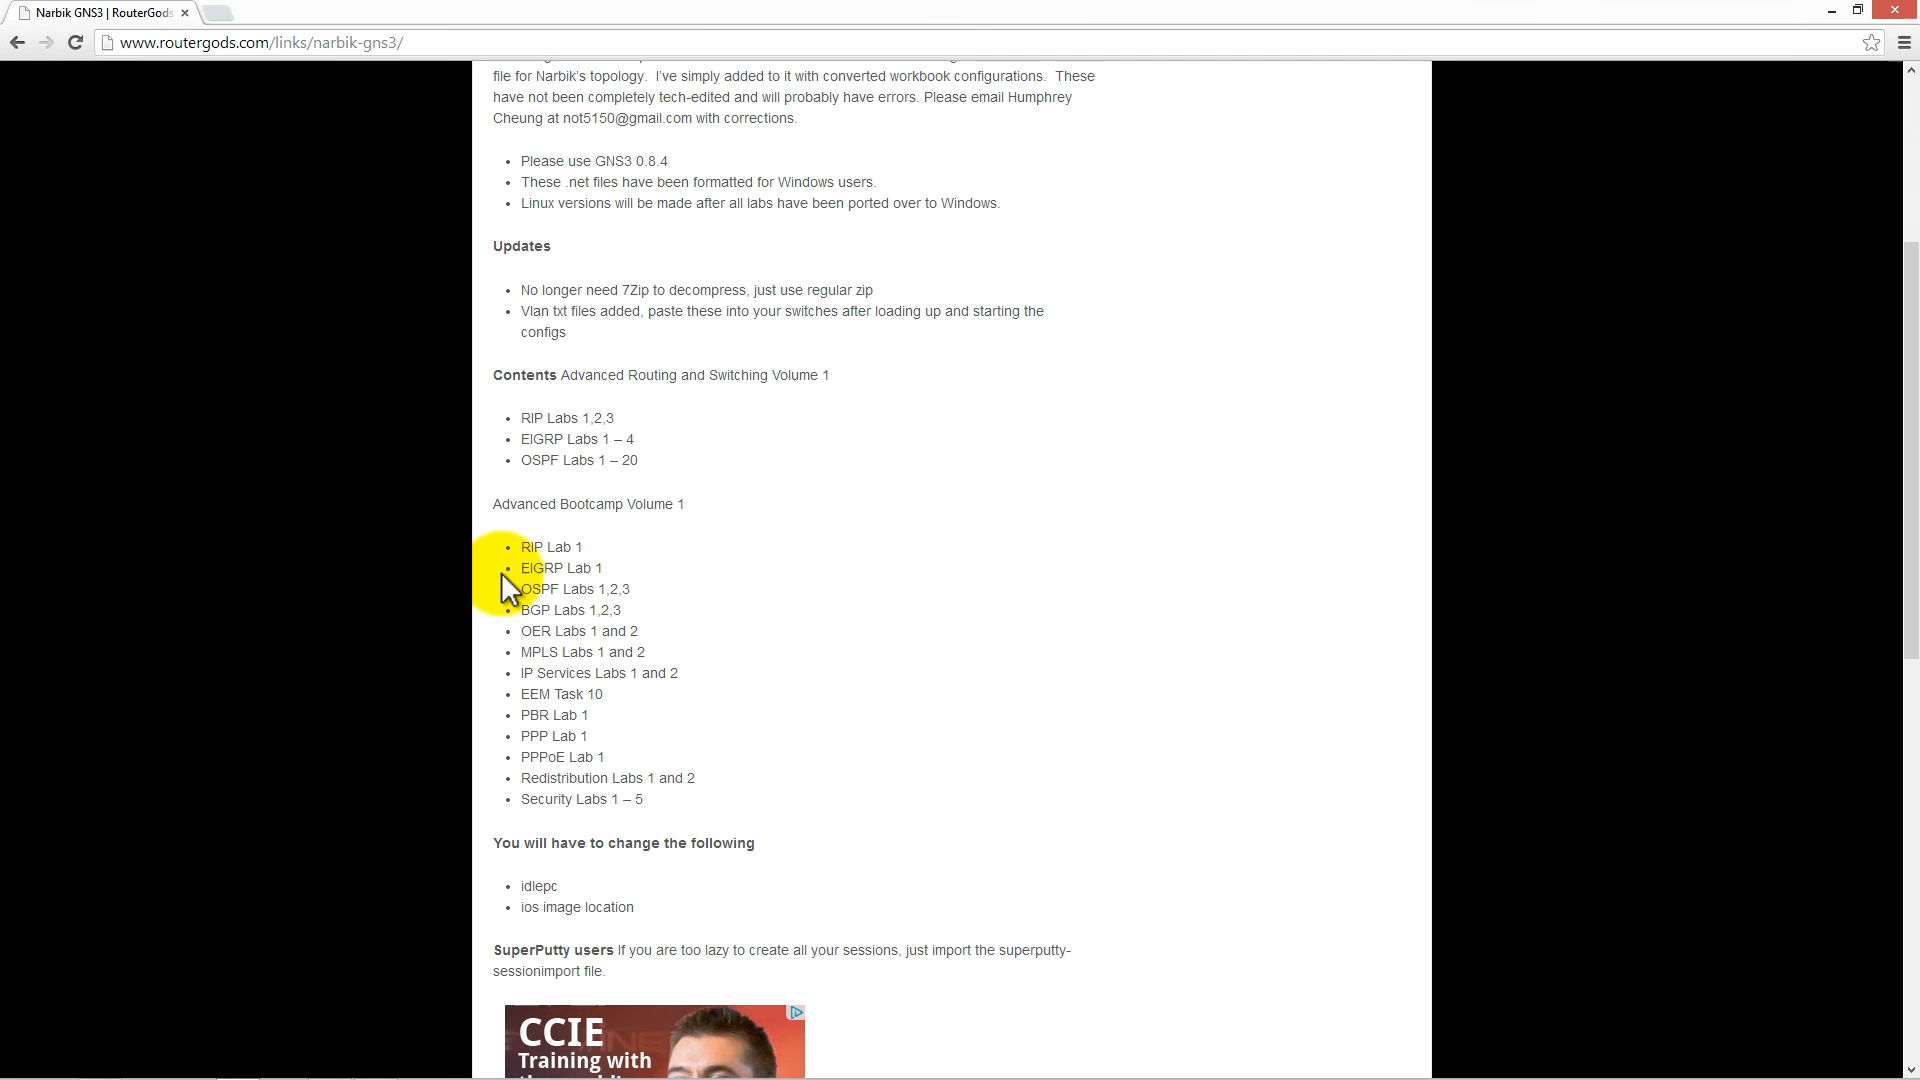 Narbik GNS3 | RouterGods
www.routergods.com/links/narbik-gns3/
file for Narbik's topology.  I've simply added to it with converted workbook configurations.  These
have not been completely tech-edited and will probably have errors. Please email Humphrey
Cheung at not5150@gmail.com with corrections.
• Please use GNS3 0.8.4
• These .net files have been formatted for Windows users.
• Linux versions will be made after all labs have been ported over to Windows.
Updates
• No longer need 7Zip to decompress, just use regular zip
• Vlan txt files added, paste these into your switches after loading up and starting the
configs
Contents Advanced Routing and Switching Volume 1
• RIP Labs 1,2,3
• EIGRP Labs 1 – 4
• OSPF Labs 1 – 20
Advanced Bootcamp Volume 1
• RIP Lab 1
• EIGRP Lab 1
OSPF Labs 1,2,3
• BGP Labs 1,2,3
• OER Labs 1 and 2
• MPLS Labs 1 and 2
• IP Services Labs 1 and 2
• EEM Task 10
• PBR Lab 1
• PPP Lab 1
• PPPoE Lab 1
• Redistribution Labs 1 and 2
• Security Labs 1 – 5
You will have to change the following
• idlepc
• ios image location
SuperPutty users If you are too lazy to create all your sessions, just import the superputty-
sessionimport file.
CCIE
Training with